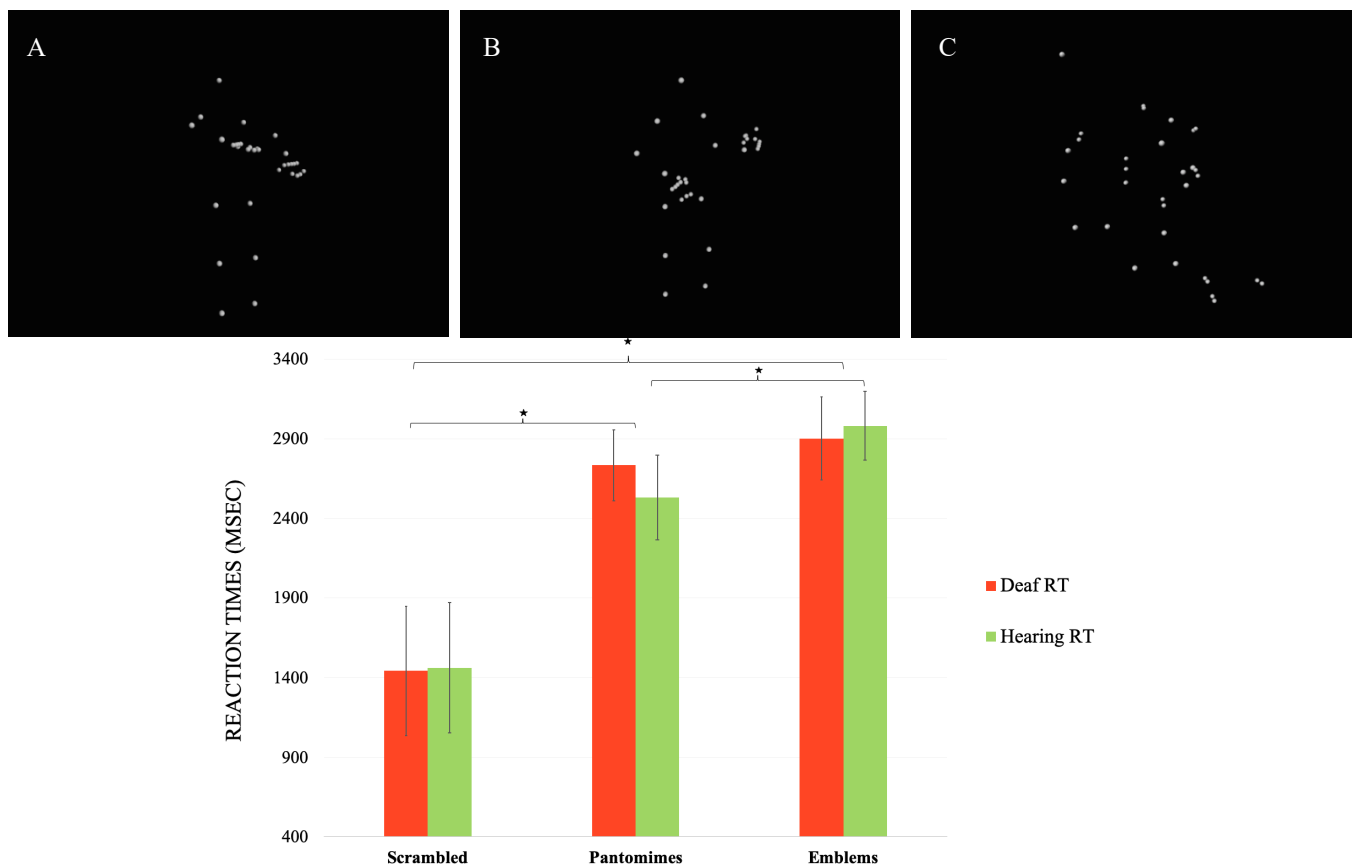 A
B
C
3400
2900
2400
1900
1400
900
400
REACTION TIMES (MSEC)
Scrambled
Pantomimes
Emblems
Deaf RT
Hearing RT